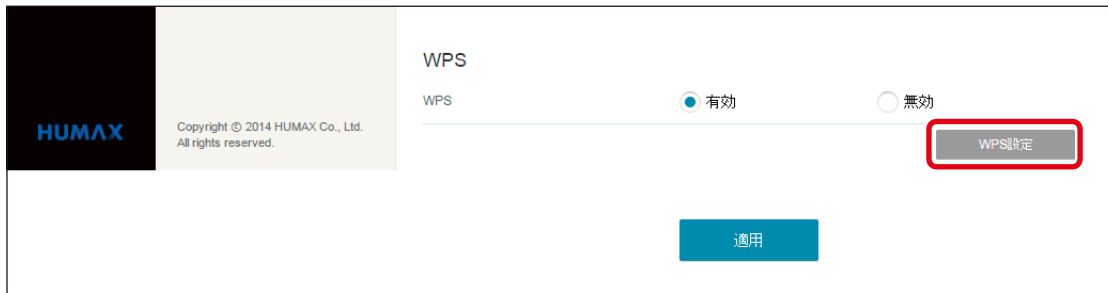 HUMAX
Copyright © 2014 HUMAX Co., Ltd.
All rights reserved.
WPS
WPS 有効 無効
WPS設定
適用